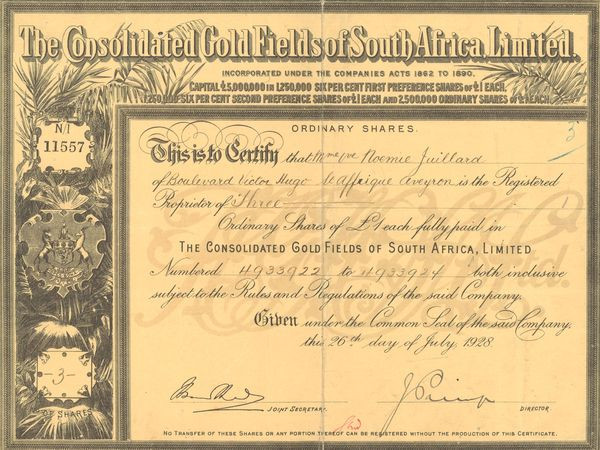 The Consolidated Gold Fields of South Africa Limited.
INCORPORATED UNDER THE COMPANIES ACTS 1862 TO 1890.
CAPITAL £5,000,000 IN 1,250,000 SIX PER CENT FIRST PREFERENCE SHARES OF £1 EACH.
1,250,000 SIX PER CENT SECOND PREFERENCE SHARES OF £1 EACH AND 2,500,000 ORDINARY SHARES OF £1 EACH.
N/1
11557
ORDINARY SHARES.
3
This is to Certify that Mme Noemie Juillard
of Boulevard Victor Hugo St Affrique Aveyron is the Registered
Proprietor of Three
Ordinary Shares of £1 each fully paid in
THE CONSOLIDATED GOLD FIELDS OF SOUTH AFRICA, LIMITED
Numbered 4933922 to 4933924 both inclusive
subject to the Rules and Regulations of the said Company.
Given under the Common Seal of the said Company,
this 26th day of July, 1928
-3-
OF SHARES
JOINT SECRETARY.
DIRECTOR
NO TRANSFER OF THESE SHARES OR ANY PORTION THEREOF CAN BE REGISTERED WITHOUT THE PRODUCTION OF THIS CERTIFICATE.